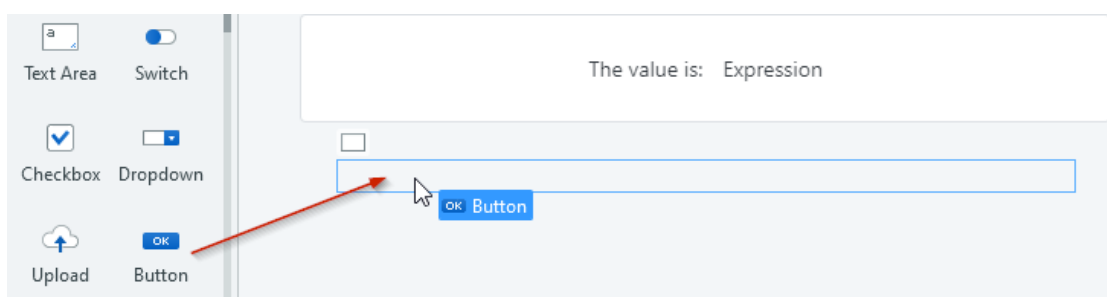 a
Text Area
Switch
The value is: Expression
Checkbox
Dropdown
OK Button
Upload
OK
Button